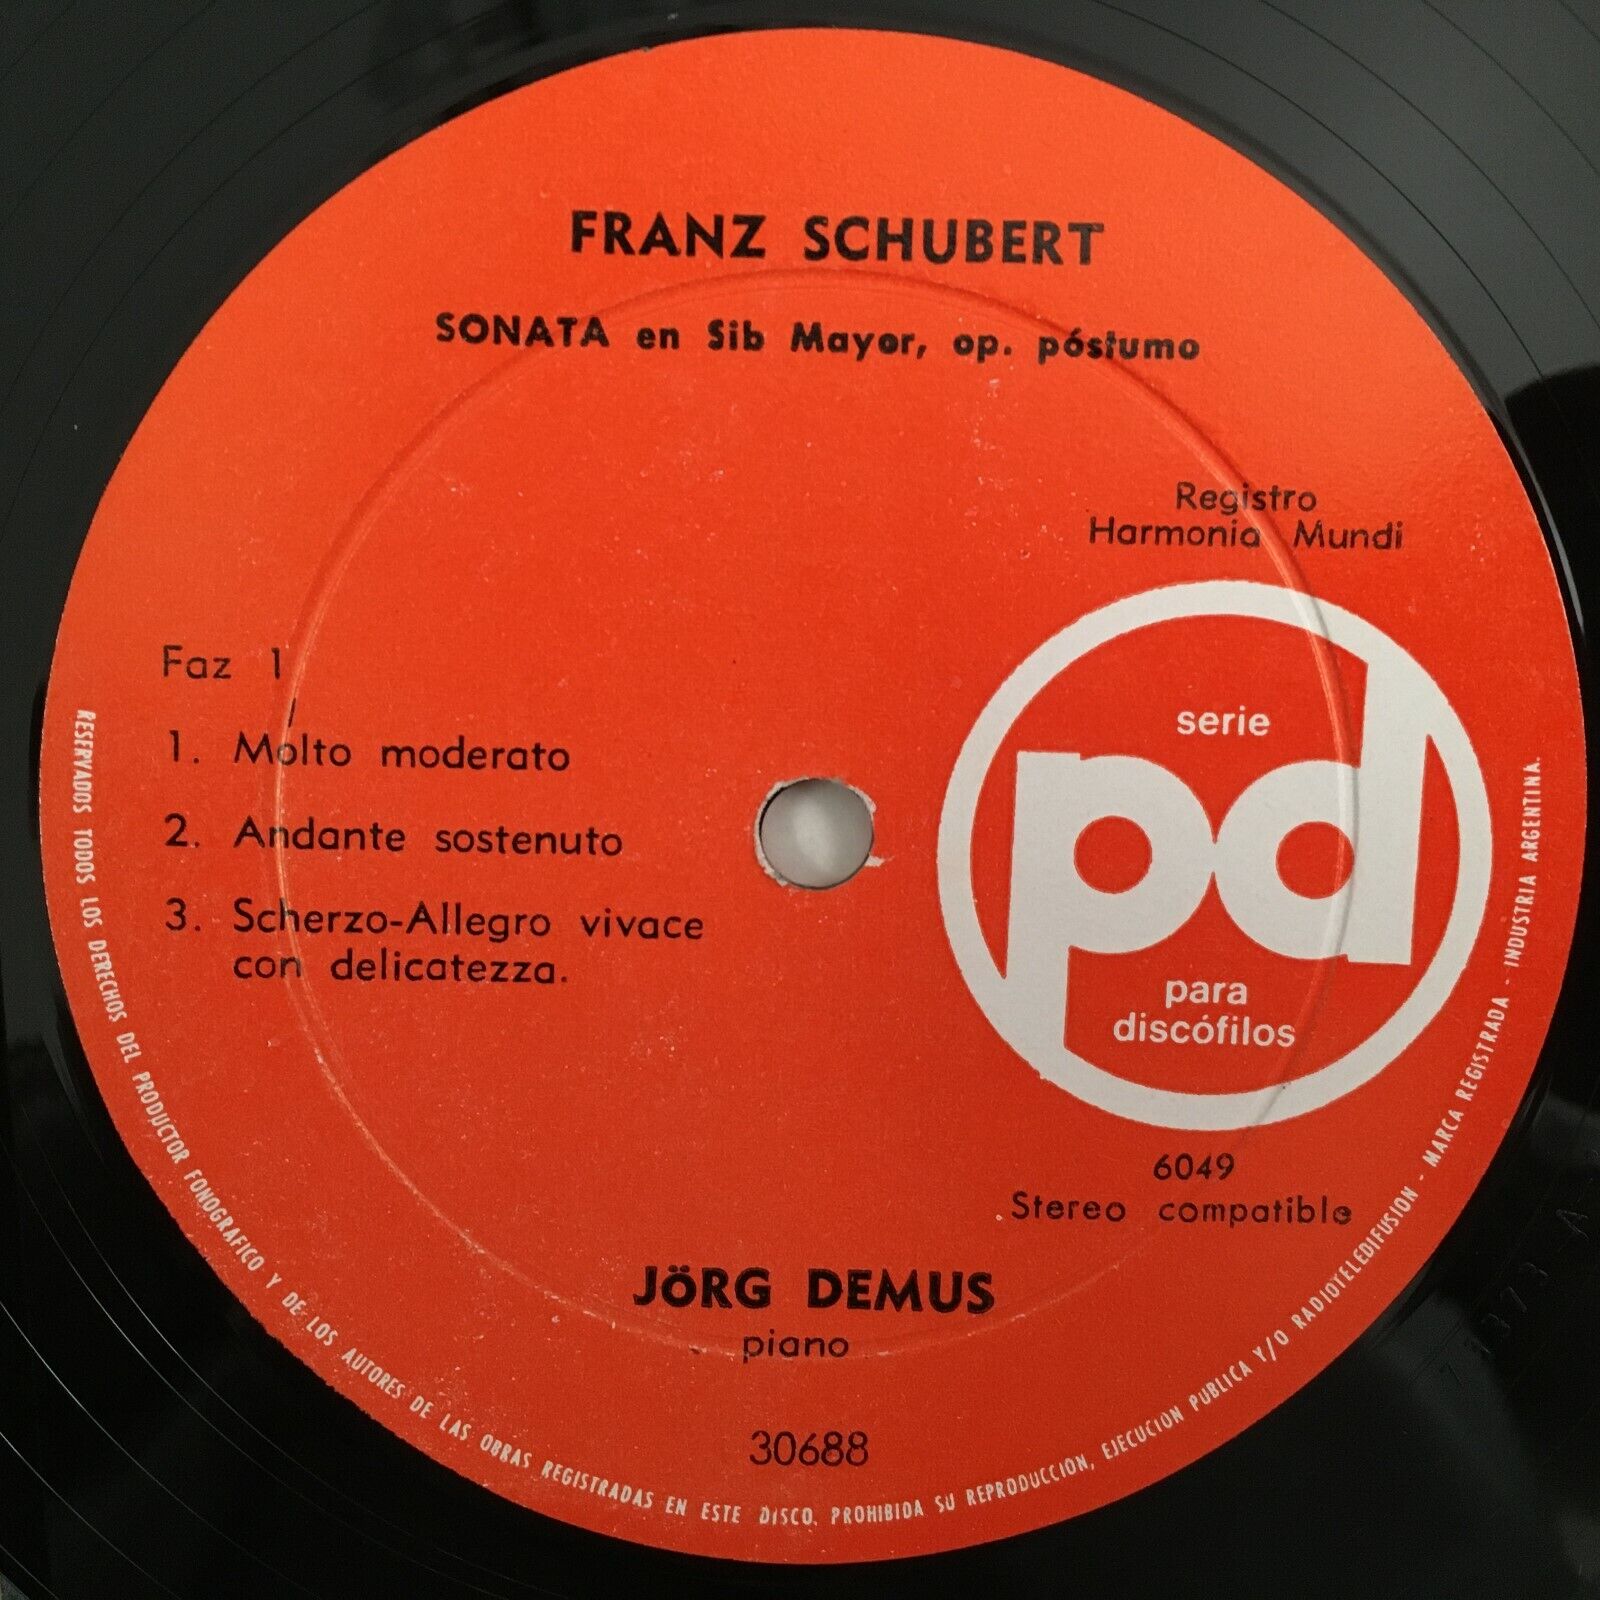 FRANZ SCHUBERT
SONATA en Sib Mayor, op. póstumo
Registro
Harmonia Mundi
Faz 1
1. Molto moderato
2. Andante sostenuto
3. Scherzo-Allegro vivace
con delicatezza.
serie
pd
para
discófilos
6049
Stereo compatible
JÖRG DEMUS
piano
30688
RESERVADOS TODOS LOS DERECHOS DEL PRODUCTOR FONOGRAFICO Y DE LOS AUTORES DE LAS OBRAS REGISTRADAS EN ESTE DISCO. PROHIBIDA SU REPRODUCCION, EJECUCION PUBLICA Y/O RADIOTELEDIFUSION - MARCA REGISTRADA - INDUSTRIA ARGENTINA.